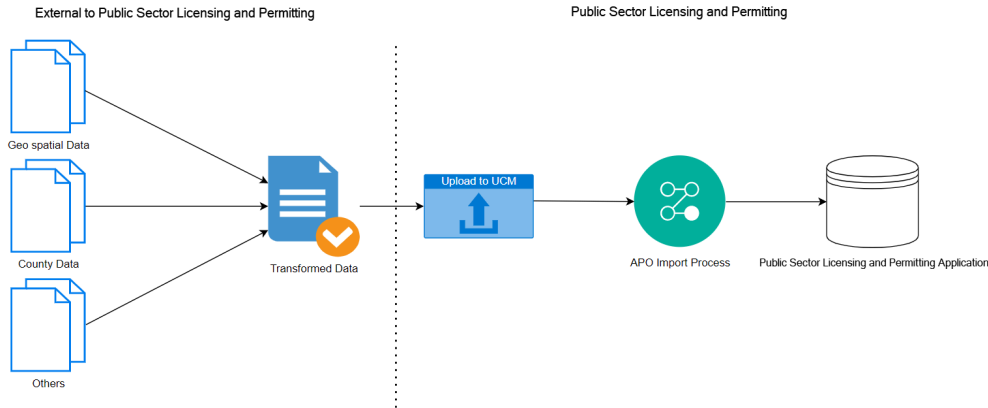 External to Public Sector Licensing and Permitting
Public Sector Licensing and Permitting
Geo spatial Data
County Data
Others
Transformed Data
Upload to UCM
APO Import Process
Public Sector Licensing and Permitting Application